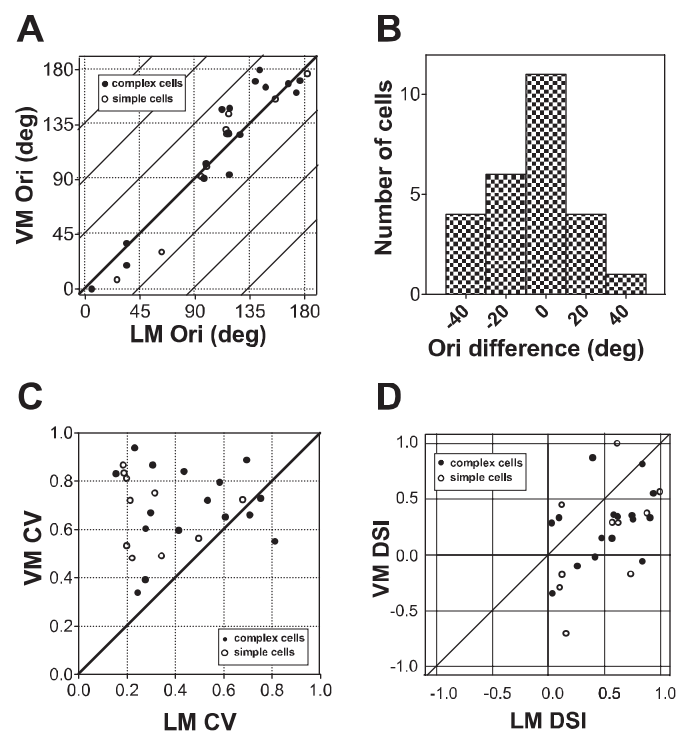 A
180
135
90
45
0
VM Ori (deg)
complex cells
simple cells
0 45 90 135 180
LM Ori (deg)
B
10
5
0
Number of cells
-40 -20 0 20 40
Ori difference (deg)
C
1.0
0.8
0.6
0.4
0.2
0.0
VM CV
complex cells
simple cells
0.0 0.2 0.4 0.6 0.8 1.0
LM CV
D
1.0
0.5
0.0
-0.5
-1.0
VM DSI
complex cells
simple cells
-1.0 -0.5 0.0 0.5 1.0
LM DSI